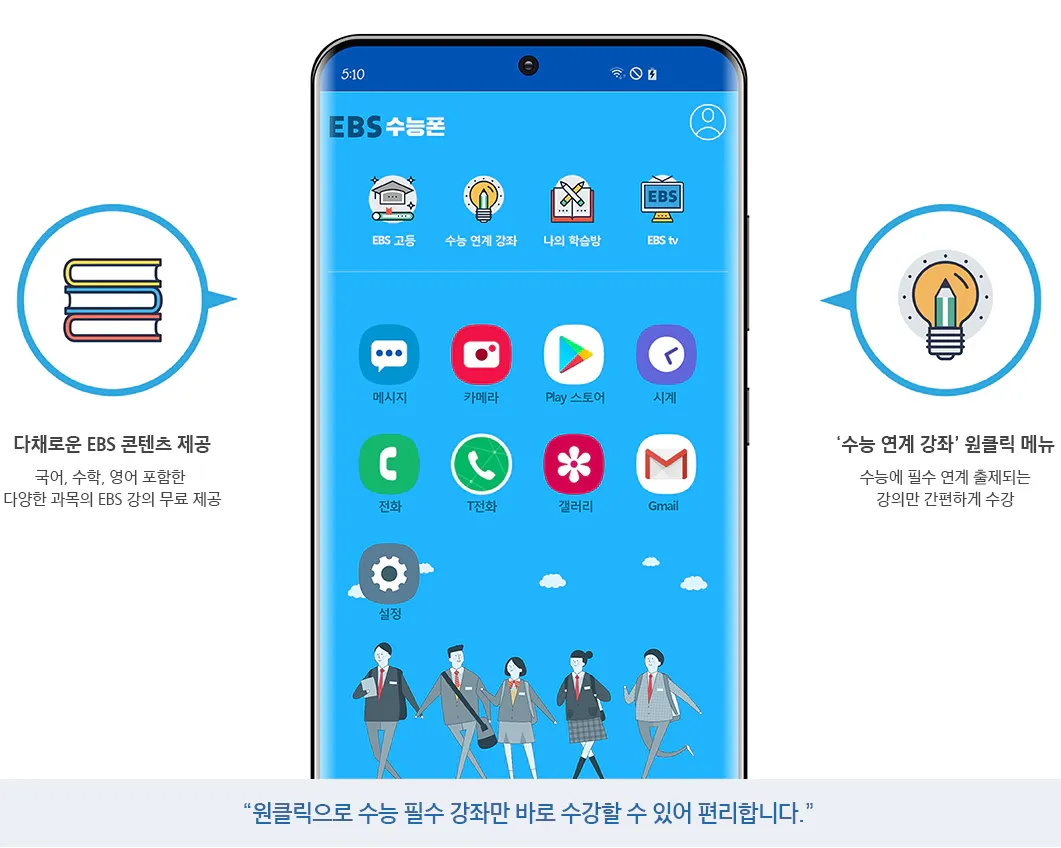 5:10
EBS 수능폰
EBS 고등
수능 연계 강좌
나의 학습방
EBS
EBS tv
메시지
카메라
Play 스토어
시계
전화
T전화
갤러리
Gmail
설정
다채로운 EBS 콘텐츠 제공
국어, 수학, 영어 포함한
다양한 과목의 EBS 강의 무료 제공
‘수능 연계 강좌’ 원클릭 메뉴
수능에 필수 연계 출제되는
강의만 간편하게 수강
“원클릭으로 수능 필수 강좌만 바로 수강할 수 있어 편리합니다.”